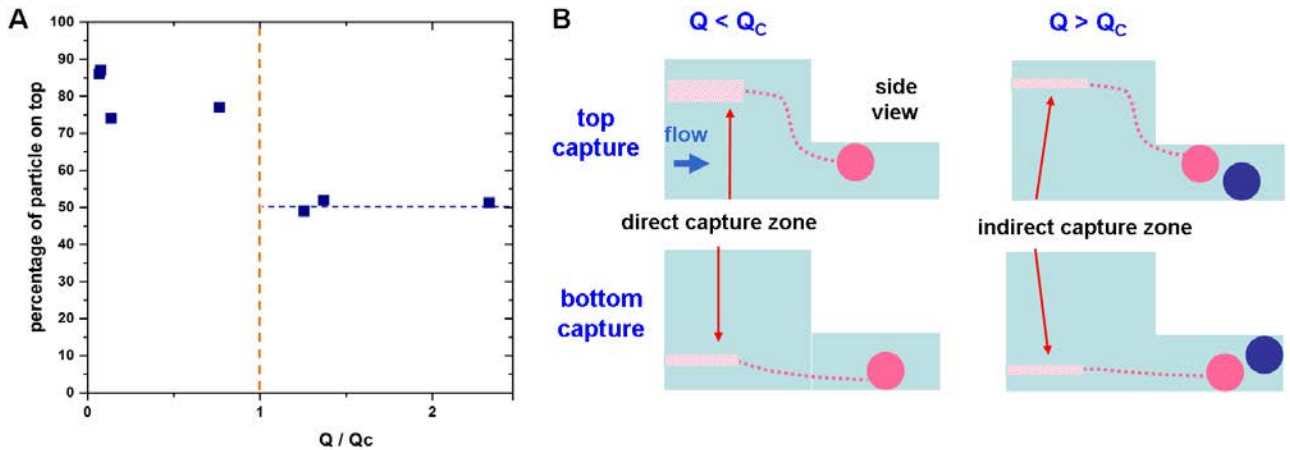 A
percentage of particle on top
100
90
80
70
60
50
40
30
20
10
0
0
1
2
Q / Qc
B
Q < QC
Q > QC
top
capture
flow
side
view
direct capture zone
indirect capture zone
bottom
capture